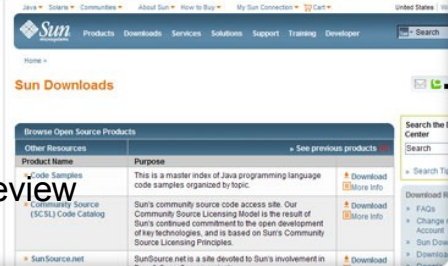 Java Solaris Communities About Sun How to Buy My Sun Connection Cart United States
Sun Products Downloads Services Solutions Support Training Developer Search
microsystems
Home >
Sun Downloads
Browse Open Source Products
Other Resources » See previous products
Product Name Purpose
Code Samples This is a master index of Java programming language
code samples organized by topic.
Download
More Info
eview
Community Source
(SCSL) Code Catalog
Sun's community source code access site. Our
Community Source Licensing Model is the result of
Sun's continued commitment to the open development
of key technologies, and is based on Sun's Community
Source Licensing Principles.
Download
More Info
SunSource.net SunSource.net is a site devoted to Sun's involvement in
Download
Search the
Center
Search
» Search Tip
Download R
» FAQs
» Change
Account
» Sun Dow
» Downloa